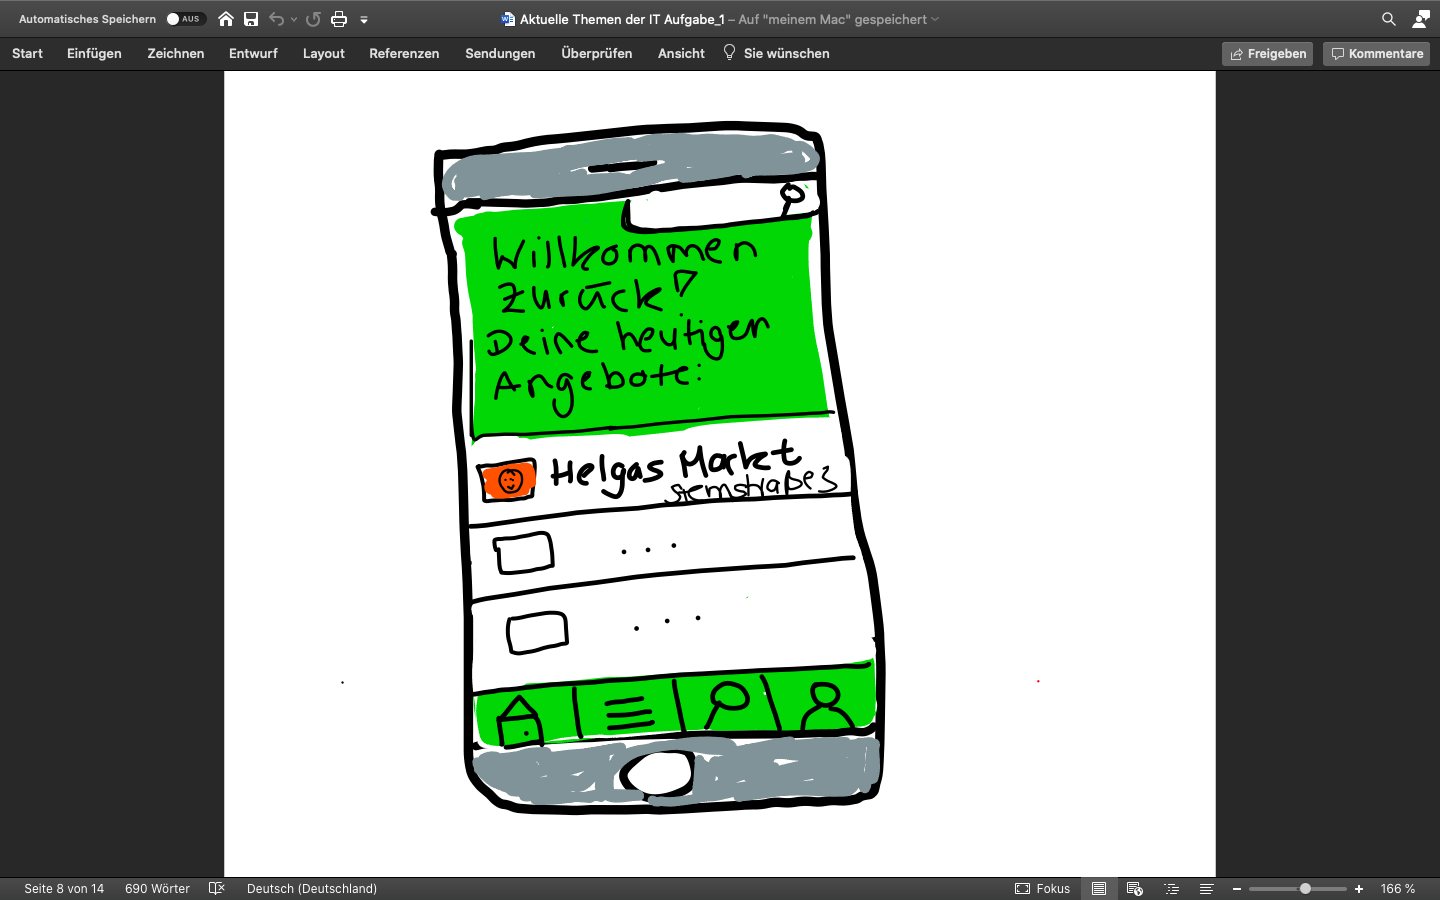 Automatisches Speichern AUS Aktuelle Themen der IT Aufgabe_1 – Auf "meinem Mac" gespeichert
Start Einfügen Zeichnen Entwurf Layout Referenzen Sendungen Überprüfen Ansicht Sie wünschen Freigeben Kommentare
Willkommen
zurück!
Deine heutigen
Angebote:
Helgas Markt
...
...
Seite 8 von 14 690 Wörter Deutsch (Deutschland) Fokus 166 %